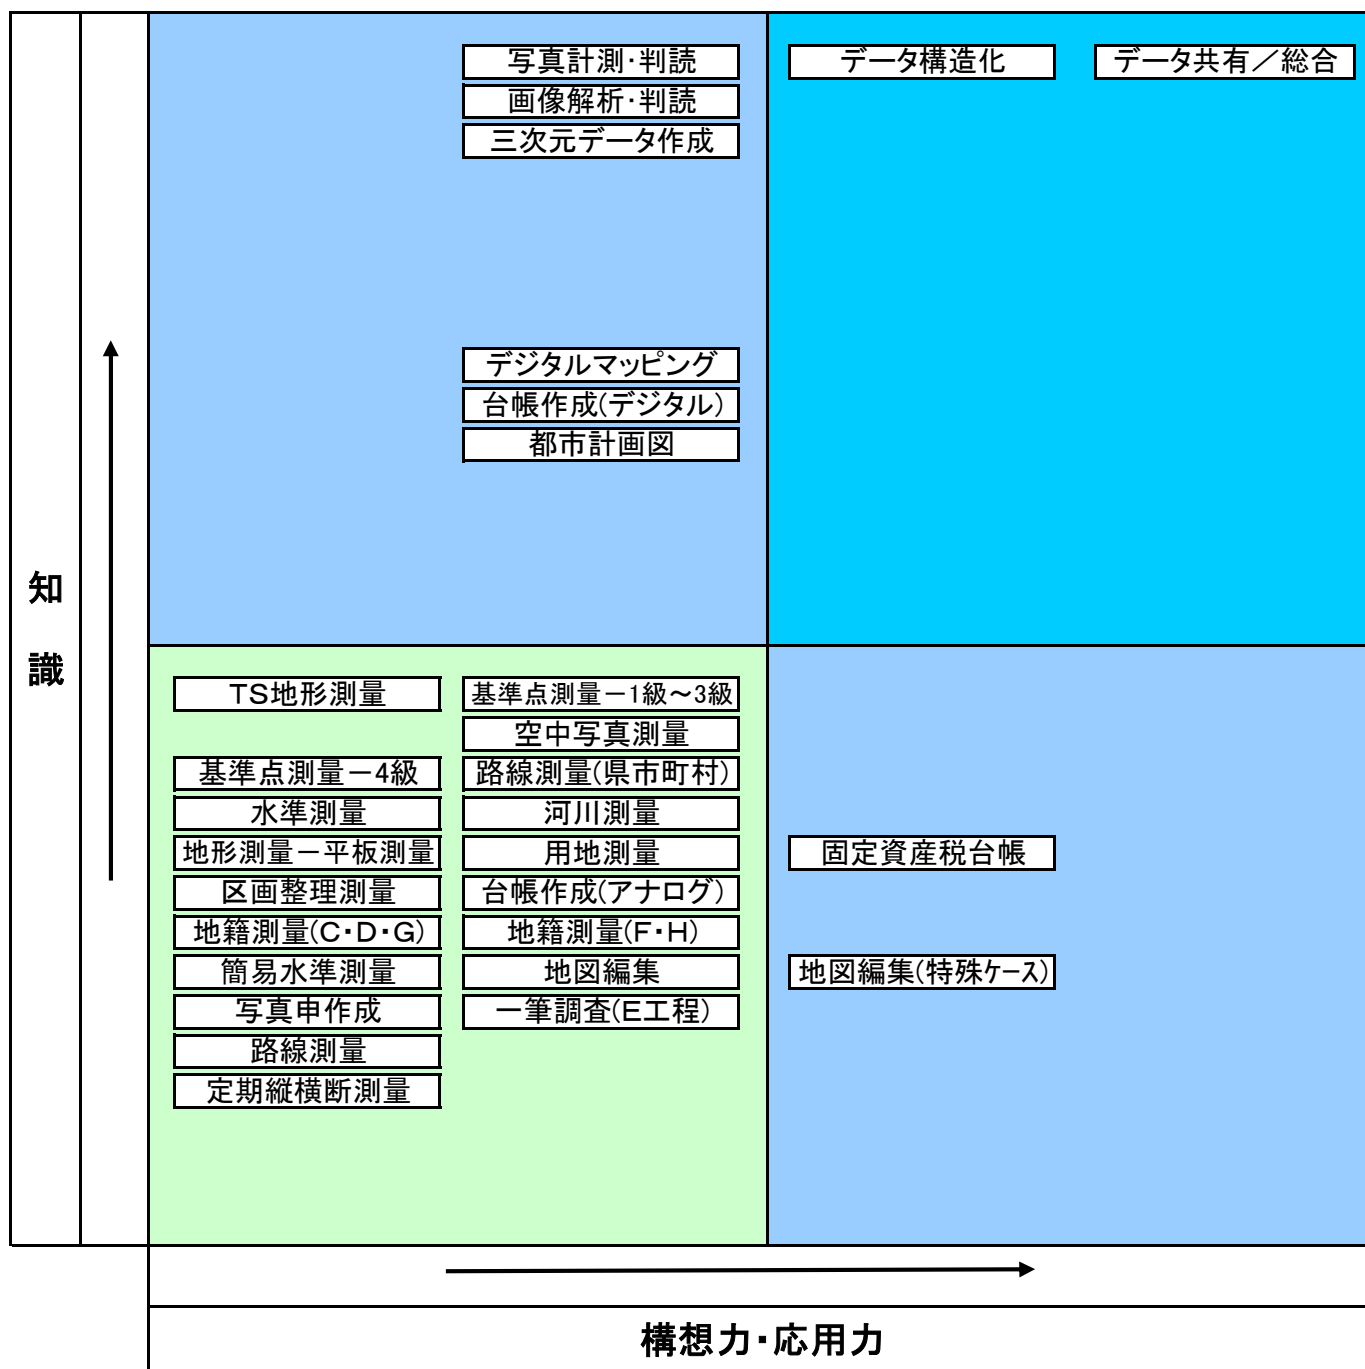 写真計測・判読
データ構造化
データ共有／総合
画像解析・判読
三次元データ作成
デジタルマッピング
台帳作成(デジタル)
都市計画図
知
識
TS地形測量
基準点測量－1級～3級
空中写真測量
基準点測量－4級
路線測量(県市町村)
水準測量
河川測量
地形測量－平板測量
用地測量
固定資産税台帳
区画整理測量
台帳作成(アナログ)
地籍測量(C・D・G)
地籍測量(F・H)
簡易水準測量
地図編集
地図編集(特殊ケース)
写真申作成
一筆調査(E工程)
路線測量
定期縦横断測量
構想力・応用力